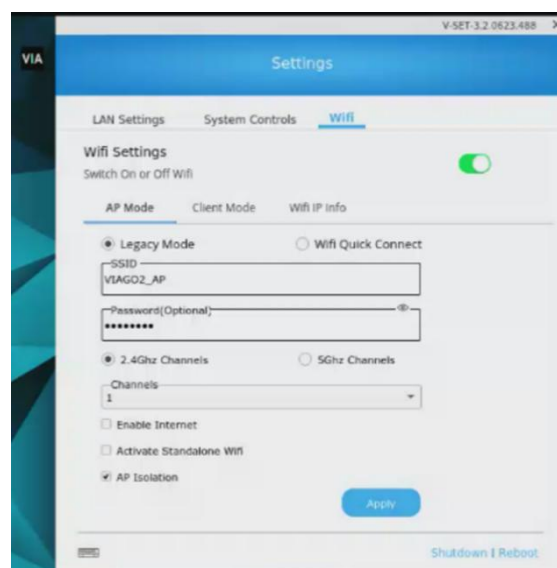 V-SET-3.2.0623.488 X
VIA
Settings
LAN Settings System Controls Wifi
Wifi Settings
Switch On or Off Wifi
AP Mode Client Mode Wifi IP Info
Legacy Mode Wifi Quick Connect
SSID
VIAGO2_AP
Password(Optional)
••••••••
2.4Ghz Channels 5Ghz Channels
Channels
1
Enable Internet
Activate Standalone Wifi
AP Isolation
Apply
Shutdown | Reboot